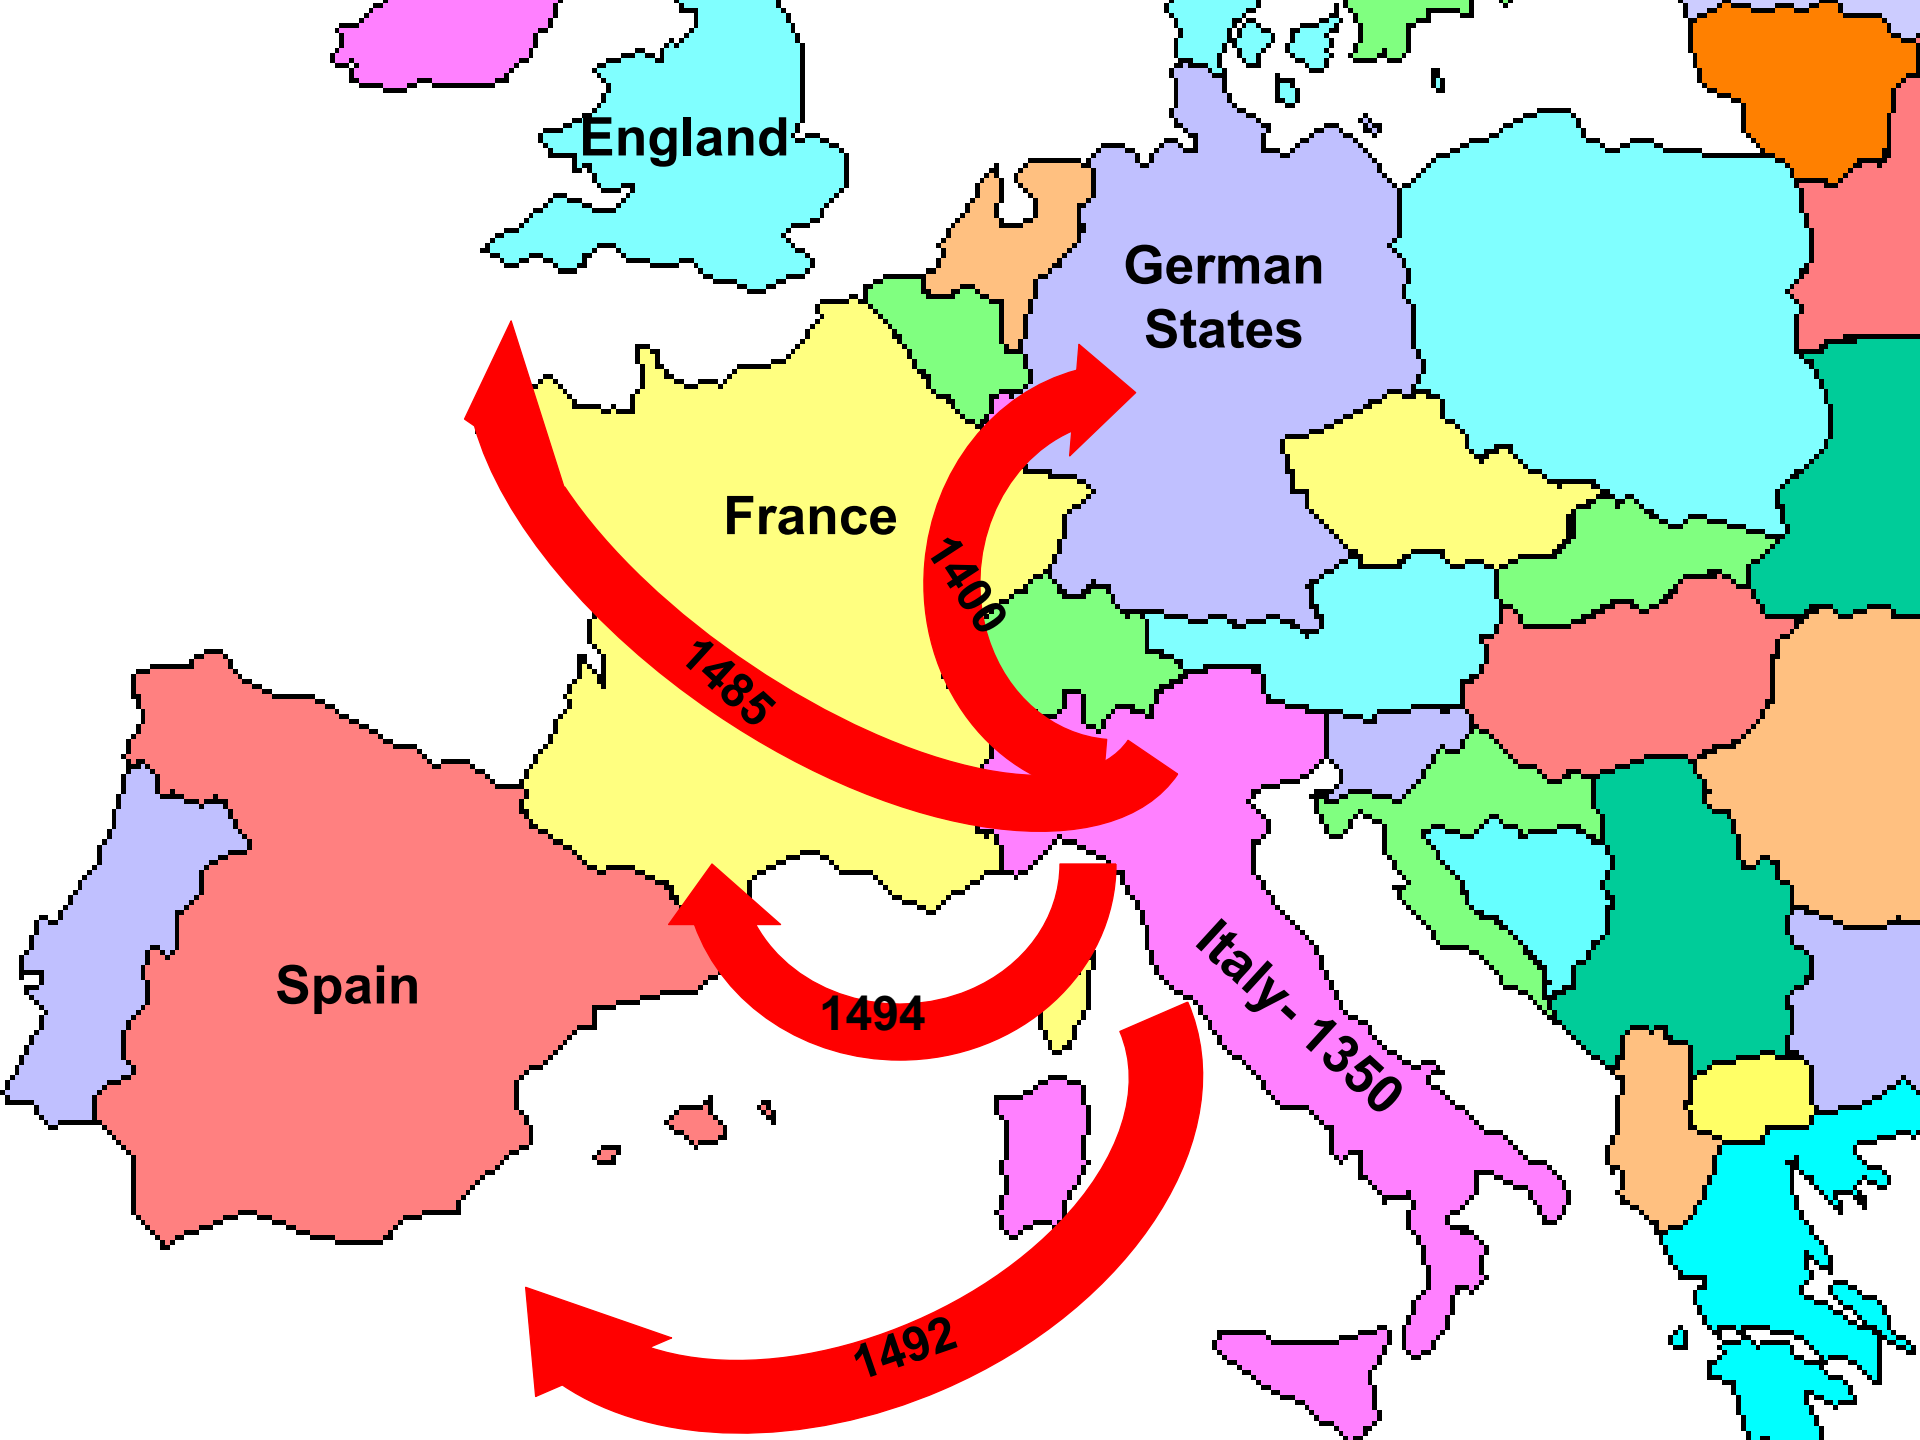 England
German
States
France
1400
1485
Spain
1494
Italy- 1350
1492